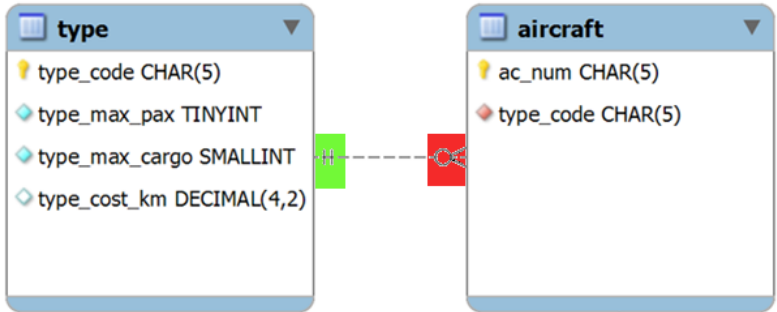 type
type_code CHAR(5)
type_max_pax TINYINT
type_max_cargo SMALLINT
type_cost_km DECIMAL(4,2)
aircraft
ac_num CHAR(5)
type_code CHAR(5)